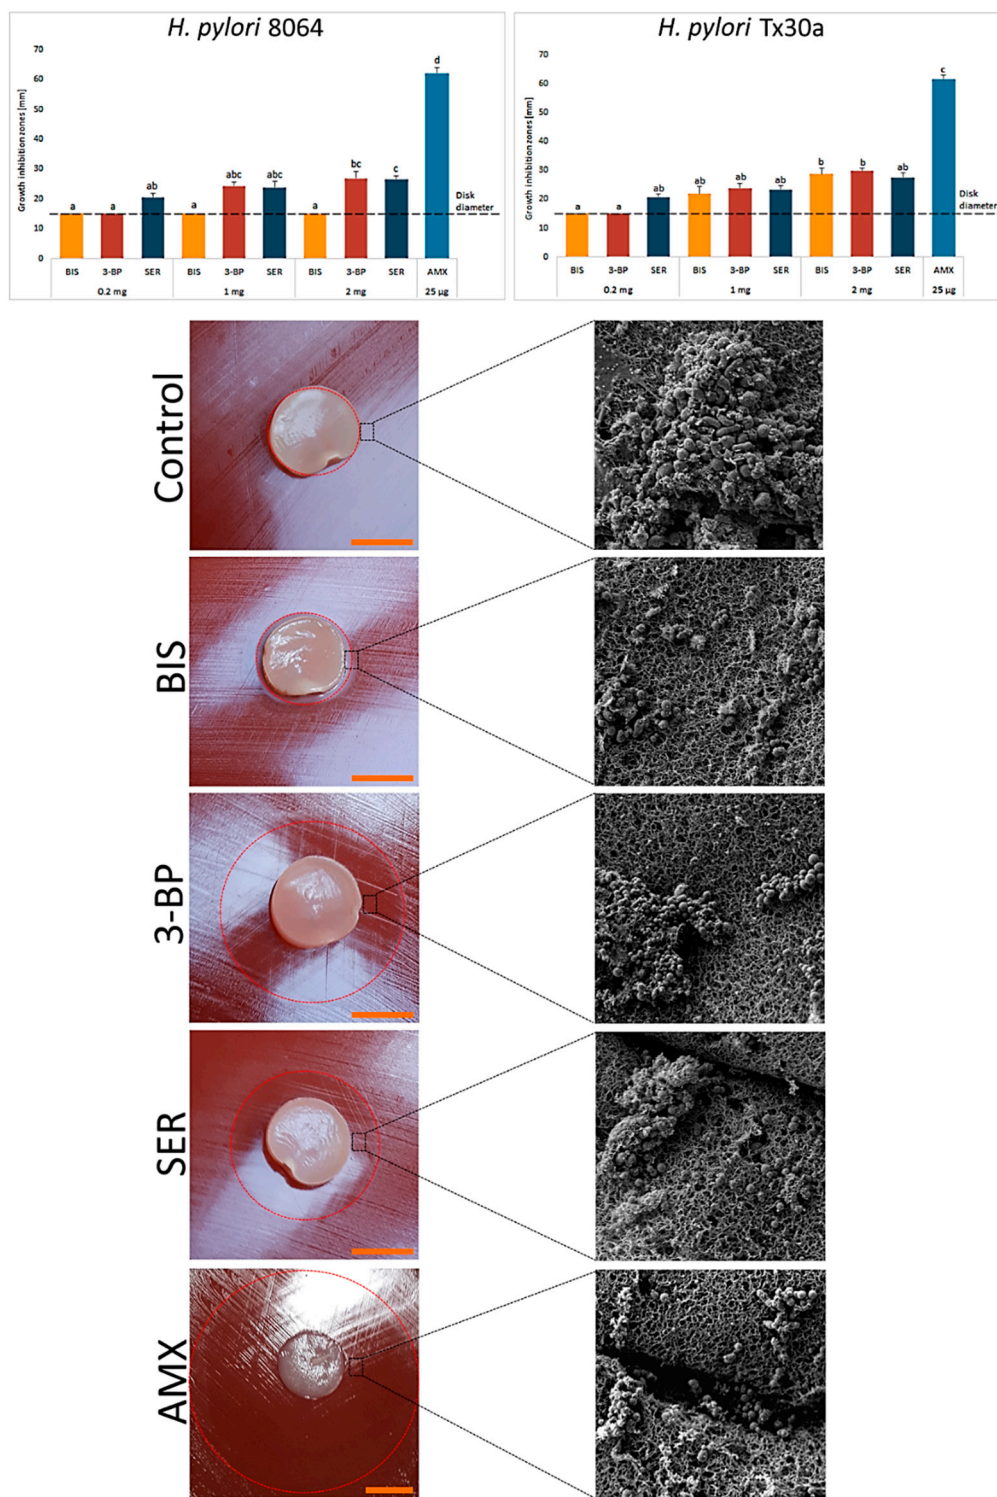 H. pylori 8064
Growth inhibition zones [mm]
70
60
50
40
30
20
10
0
a
a
ab
a
abc
abc
a
bc
c
d
Disk
diameter
BIS
3-BP
SER
BIS
3-BP
SER
BIS
3-BP
SER
AMX
0.2 mg
1 mg
2 mg
25 µg
H. pylori Tx30a
Growth inhibition zones [mm]
70
60
50
40
30
20
10
0
a
a
ab
ab
ab
ab
b
b
ab
c
Disk
diameter
BIS
3-BP
SER
BIS
3-BP
SER
BIS
3-BP
SER
AMX
0.2 mg
1 mg
2 mg
25 µg
Control
BIS
3-BP
SER
AMX